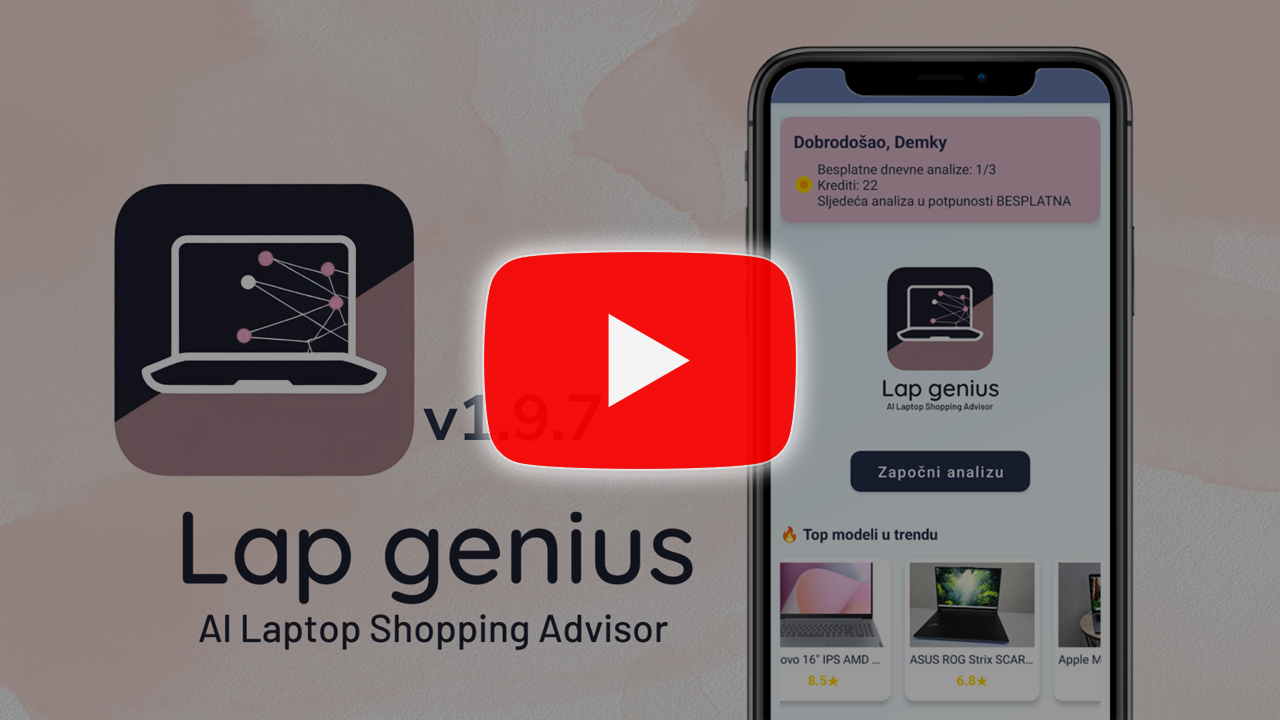 v1.9.7
Lap genius
AI Laptop Shopping Advisor
Dobrodošao, Demky
Besplatne dnevne analize: 1/3
Krediti: 22
Sljedeća analiza u potpunosti BESPLATNA
Lap genius
AI Laptop Shopping Advisor
Započni analizu
🔥 Top modeli u trendu
ovo 16" IPS AMD ...
8.5★
ASUS ROG Strix SCAR...
6.8★
Apple M